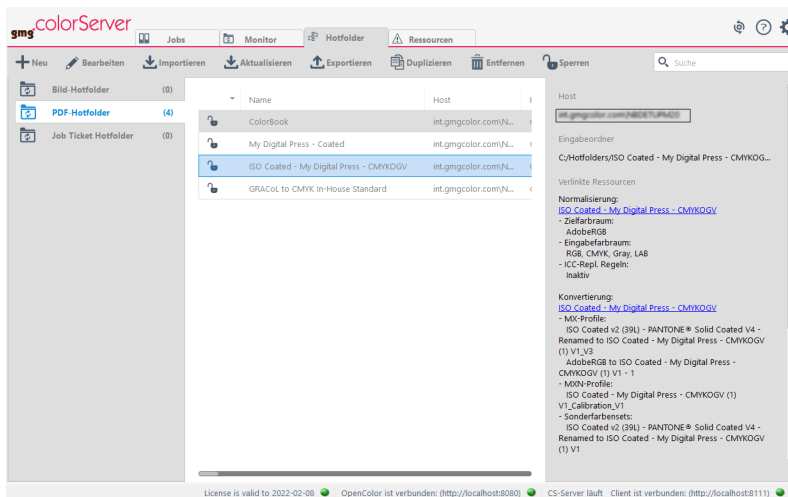 gmg colorServer
Jobs
Monitor
Hotfolder
Ressourcen
Neu
Bearbeiten
Importieren
Aktualisieren
Exportieren
Duplizieren
Entfernen
Sperren
Suche
Bild-Hotfolder (0)
PDF-Hotfolder (4)
Job Ticket Hotfolder (0)
Name Host
ColorBook int.gmgcolor.com\N...
My Digital Press - Coated int.gmgcolor.com\N...
ISO Coated - My Digital Press - CMYKOGV int.gmgcolor.com\N...
GRACoL to CMYK In-House Standard int.gmgcolor.com\N...
Host
Eingabeordner
C:/Hotfolders/ISO Coated - My Digital Press - CMYKOG...
Verlinkte Ressourcen
Normalisierung:
ISO Coated - My Digital Press - CMYKOGV
- Zielfarbraum:
AdobeRGB
- Eingabefarbraum:
RGB, CMYK, Gray, LAB
- ICC-Repl. Regeln:
Inaktiv
Konvertierung:
ISO Coated - My Digital Press - CMYKOGV
- MX-Profile:
ISO Coated v2 (39L) - PANTONE® Solid Coated V4 -
Renamed to ISO Coated - My Digital Press - CMYKOGV
(1) V1_V3
AdobeRGB to ISO Coated - My Digital Press -
CMYKOGV (1) V1 - 1
- MXN-Profile:
ISO Coated - My Digital Press - CMYKOGV (1)
V1_Calibration_V1
- Sonderfarbensets:
ISO Coated v2 (39L) - PANTONE® Solid Coated V4 -
Renamed to ISO Coated - My Digital Press - CMYKOGV
(1) V1
License is valid to 2022-02-08 OpenColor ist verbunden: (http://localhost:8080) CS-Server läuft Client ist verbunden: (http://localhost:8111)